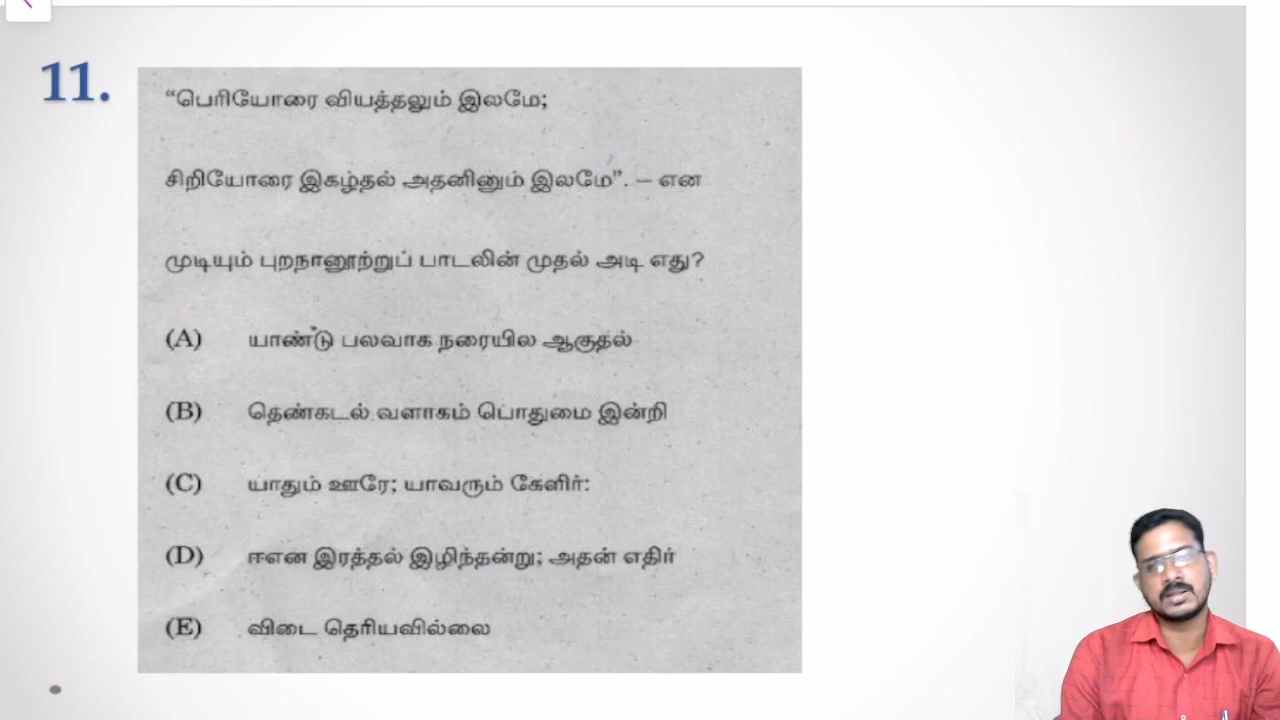 11.
“பெரியோரை வியத்தலும் இலமே;
சிறியோரை இகழ்தல் அதனினும் இலமே”. – என
முடியும் புறநானூற்றுப் பாடலின் முதல் அடி எது?
(A) யாண்டு பலவாக நரையில ஆகுதல்
(B) தெண்கடல் வளாகம் பொதுமை இன்றி
(C) யாதும் ஊரே; யாவரும் கேளிர்:
(D) ஈஎன இரத்தல் இழிந்தன்று; அதன் எதிர்
(E) விடை தெரியவில்லை